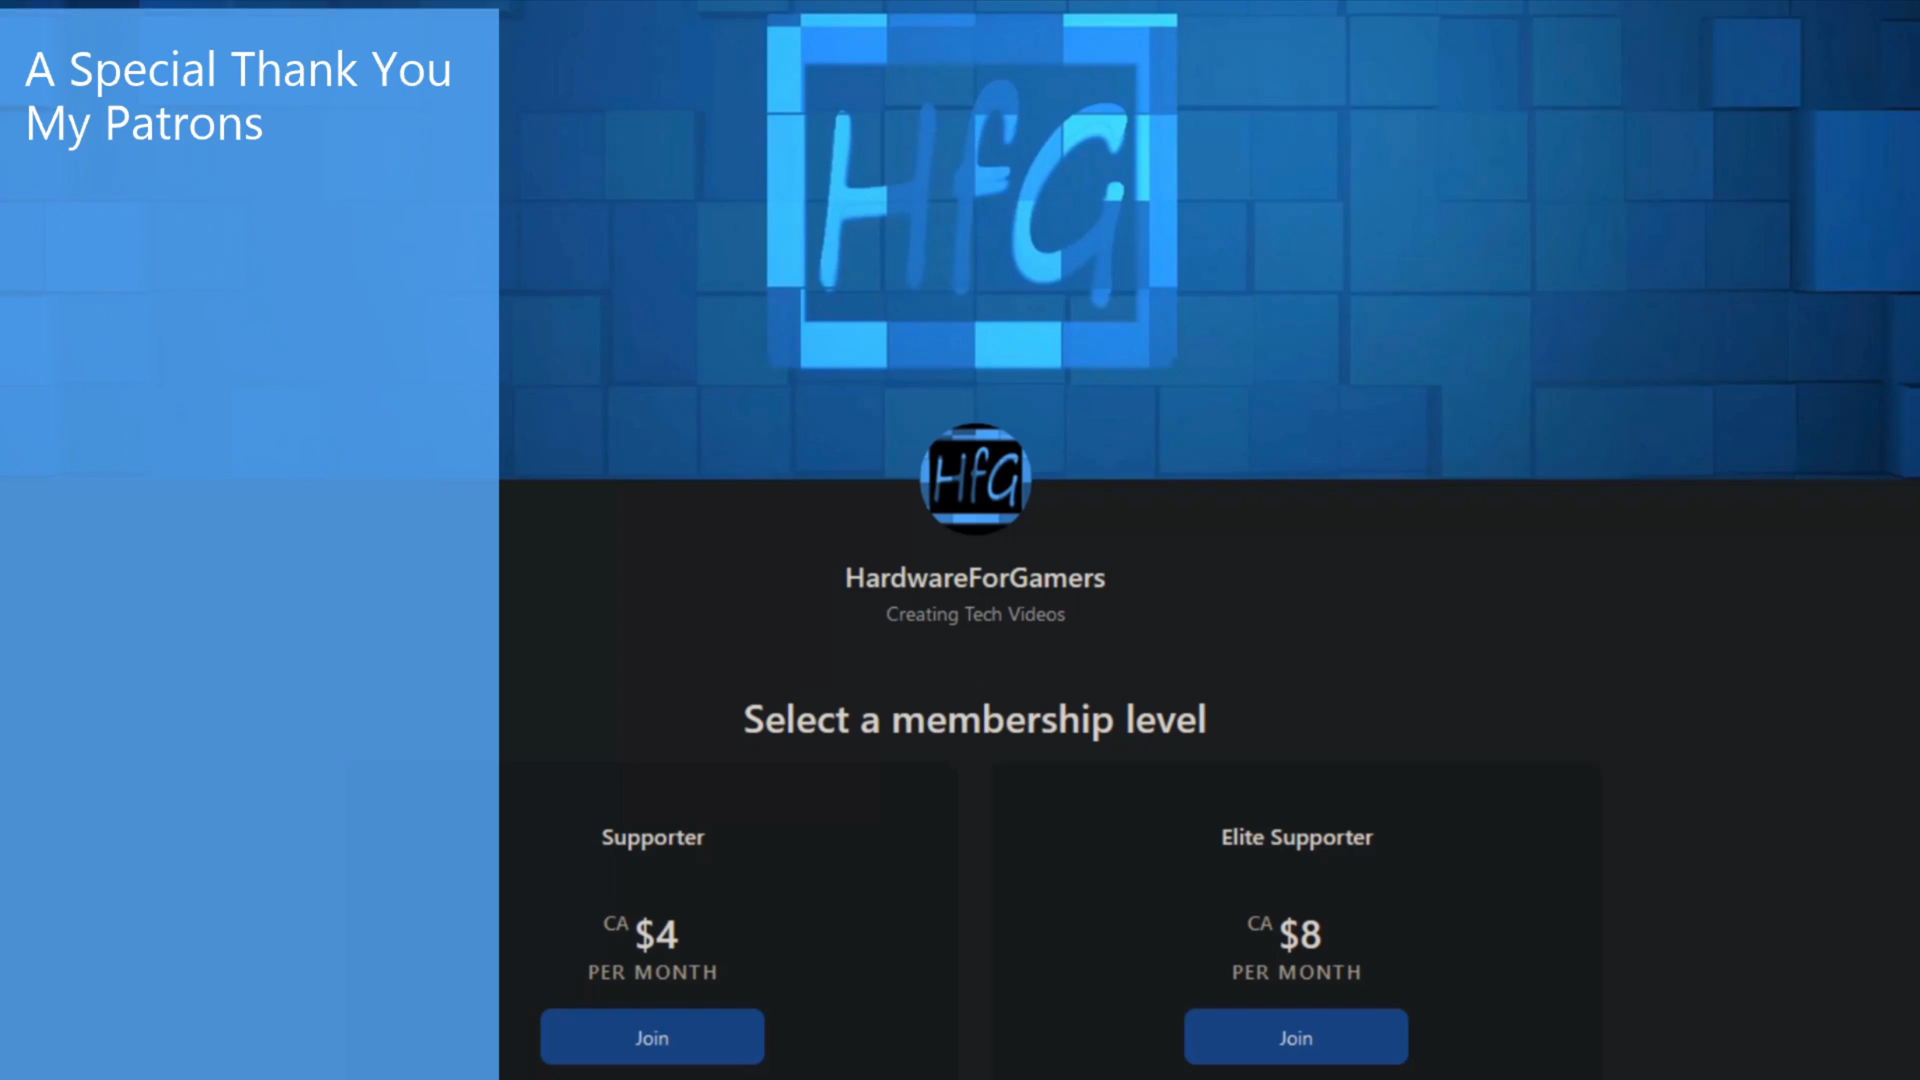 A Special Thank You
My Patrons
HfG
HfG
HardwareForGamers
Creating Tech Videos
Select a membership level
Supporter
CA $4
PER MONTH
Join
Elite Supporter
CA $8
PER MONTH
Join